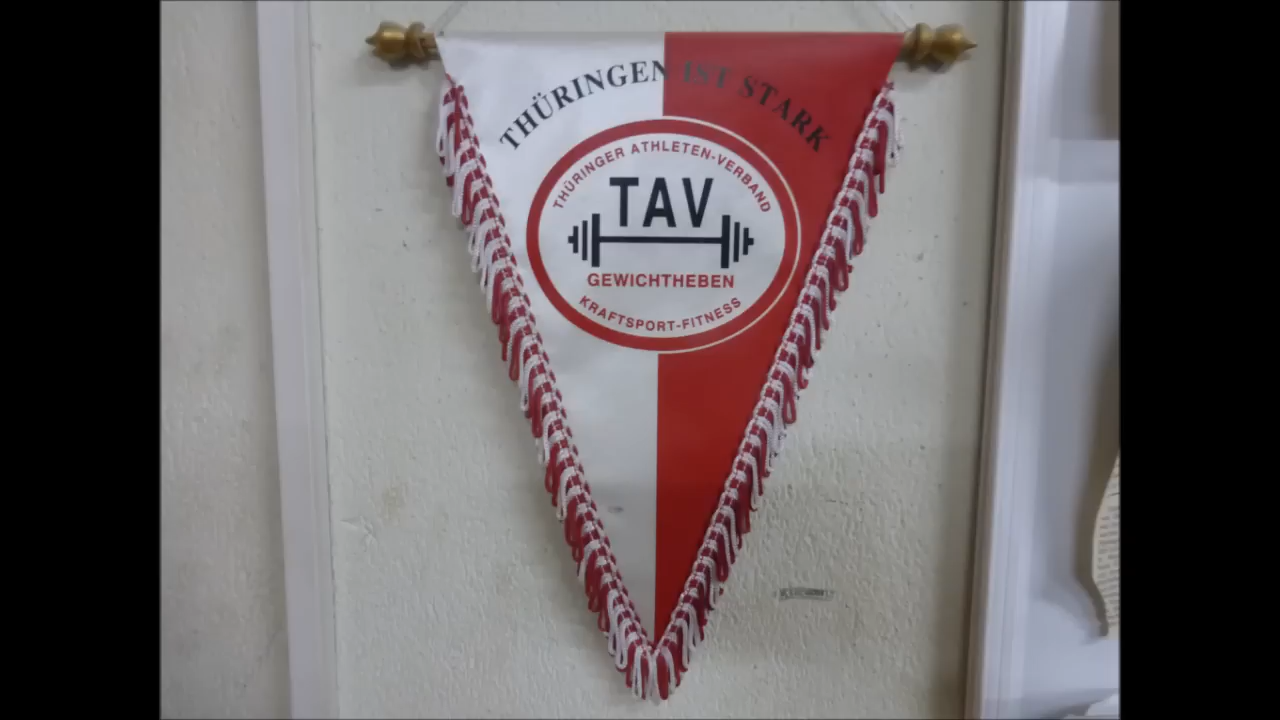 THÜRINGEN IST STARK
THÜRINGER ATHLETEN-VERBAND
TAV
GEWICHTHEBEN
KRAFTSPORT-FITNESS